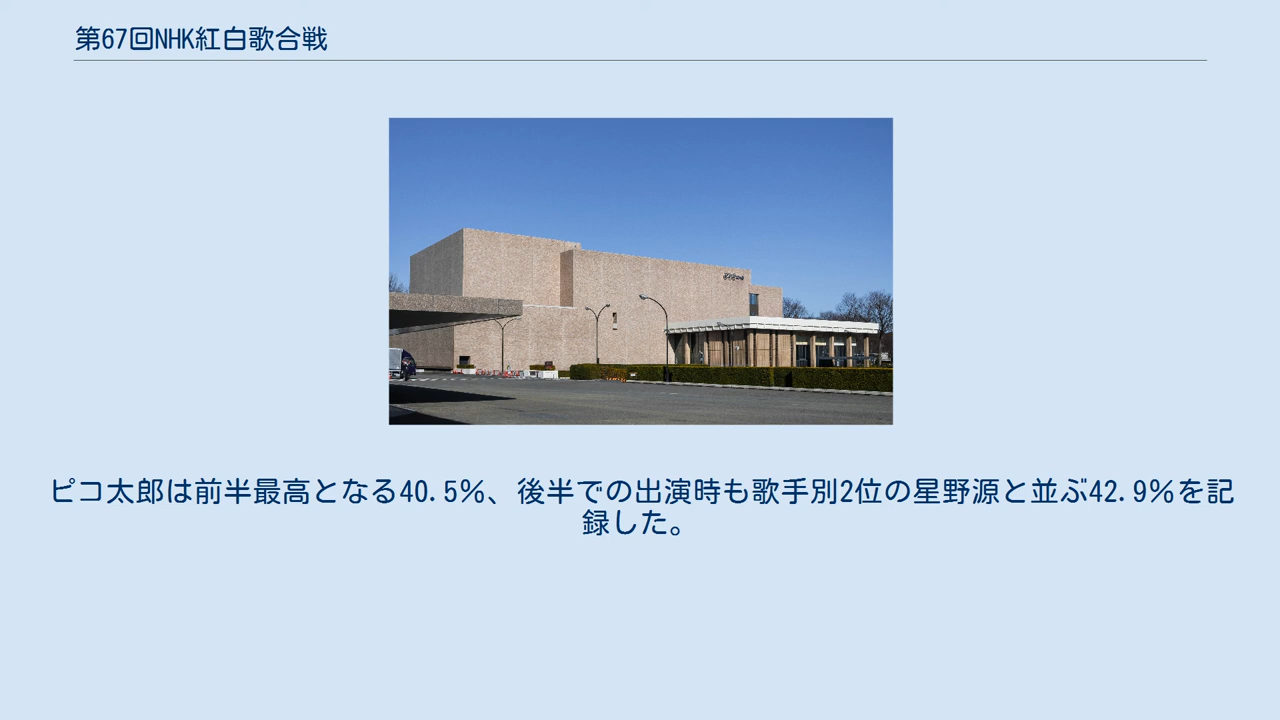 第67回NHK紅白歌合戦
ピコ太郎は前半最高となる40.5%、後半での出演時も歌手別2位の星野源と並ぶ42.9%を記
録した。